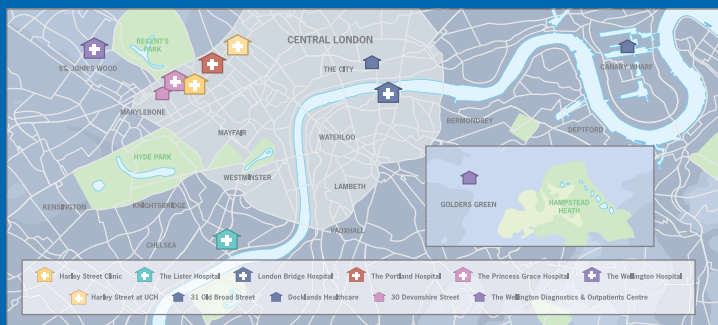 REGENT'S
PARK
CENTRAL LONDON
ST. JOHN'S WOOD
THE CITY
CANARY WHARF
MARYLEBONE
BERMONDSEY
DEPTFORD
MAYFAIR
WATERLOO
HYDE PARK
WESTMINSTER
LAMBETH
KENSINGTON
KNIGHTSBRIDGE
GOLDERS GREEN
HAMPSTEAD
HEATH
VAUXHALL
CHELSEA
Harley Street Clinic
The Lister Hospital
London Bridge Hospital
The Portland Hospital
The Princess Grace Hospital
The Wellington Hospital
Harley Street at UCH
31 Old Broad Street
Docklands Healthcare
30 Devonshire Street
The Wellington Diagnostics & Outpatients Centre